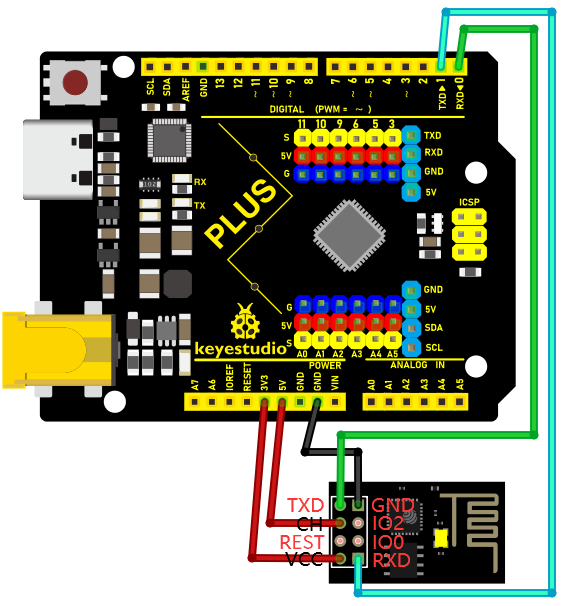 SCL SDA AREF GND 13 12 ~11 ~10 ~9 8 7 ~6 ~5 4 ~3 2 TXD▶1 RXD◀0
DIGITAL (PWM = ~ )
11 10 9 6 5 3
S
5V
G
TXD
RXD
GND
5V
RX
TX
PLUS
ICSP
G
5V
S
A0 A1 A2 A3 A4 A5
GND
5V
SDA
SCL
keyestudio
POWER
ANALOG IN
A7 A6 IOREF RESET 3V3 5V GND GND VIN A0 A1 A2 A3 A4 A5
TXD GND
CH IO2
REST IO0
VCC RXD